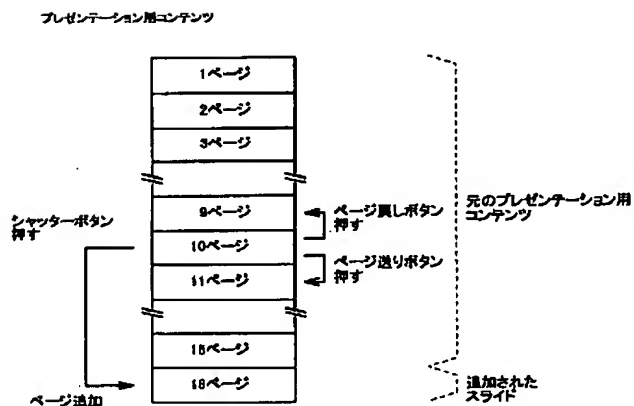 プレゼンテーション用コンテンツ
1ページ
2ページ
3ページ
9ページ
10ページ
11ページ
15ページ
16ページ
シャッターボタン
押す
ページ追加
ページ戻しボタン
押す
ページ送りボタン
押す
元のプレゼンテーション用
コンテンツ
追加された
スライド